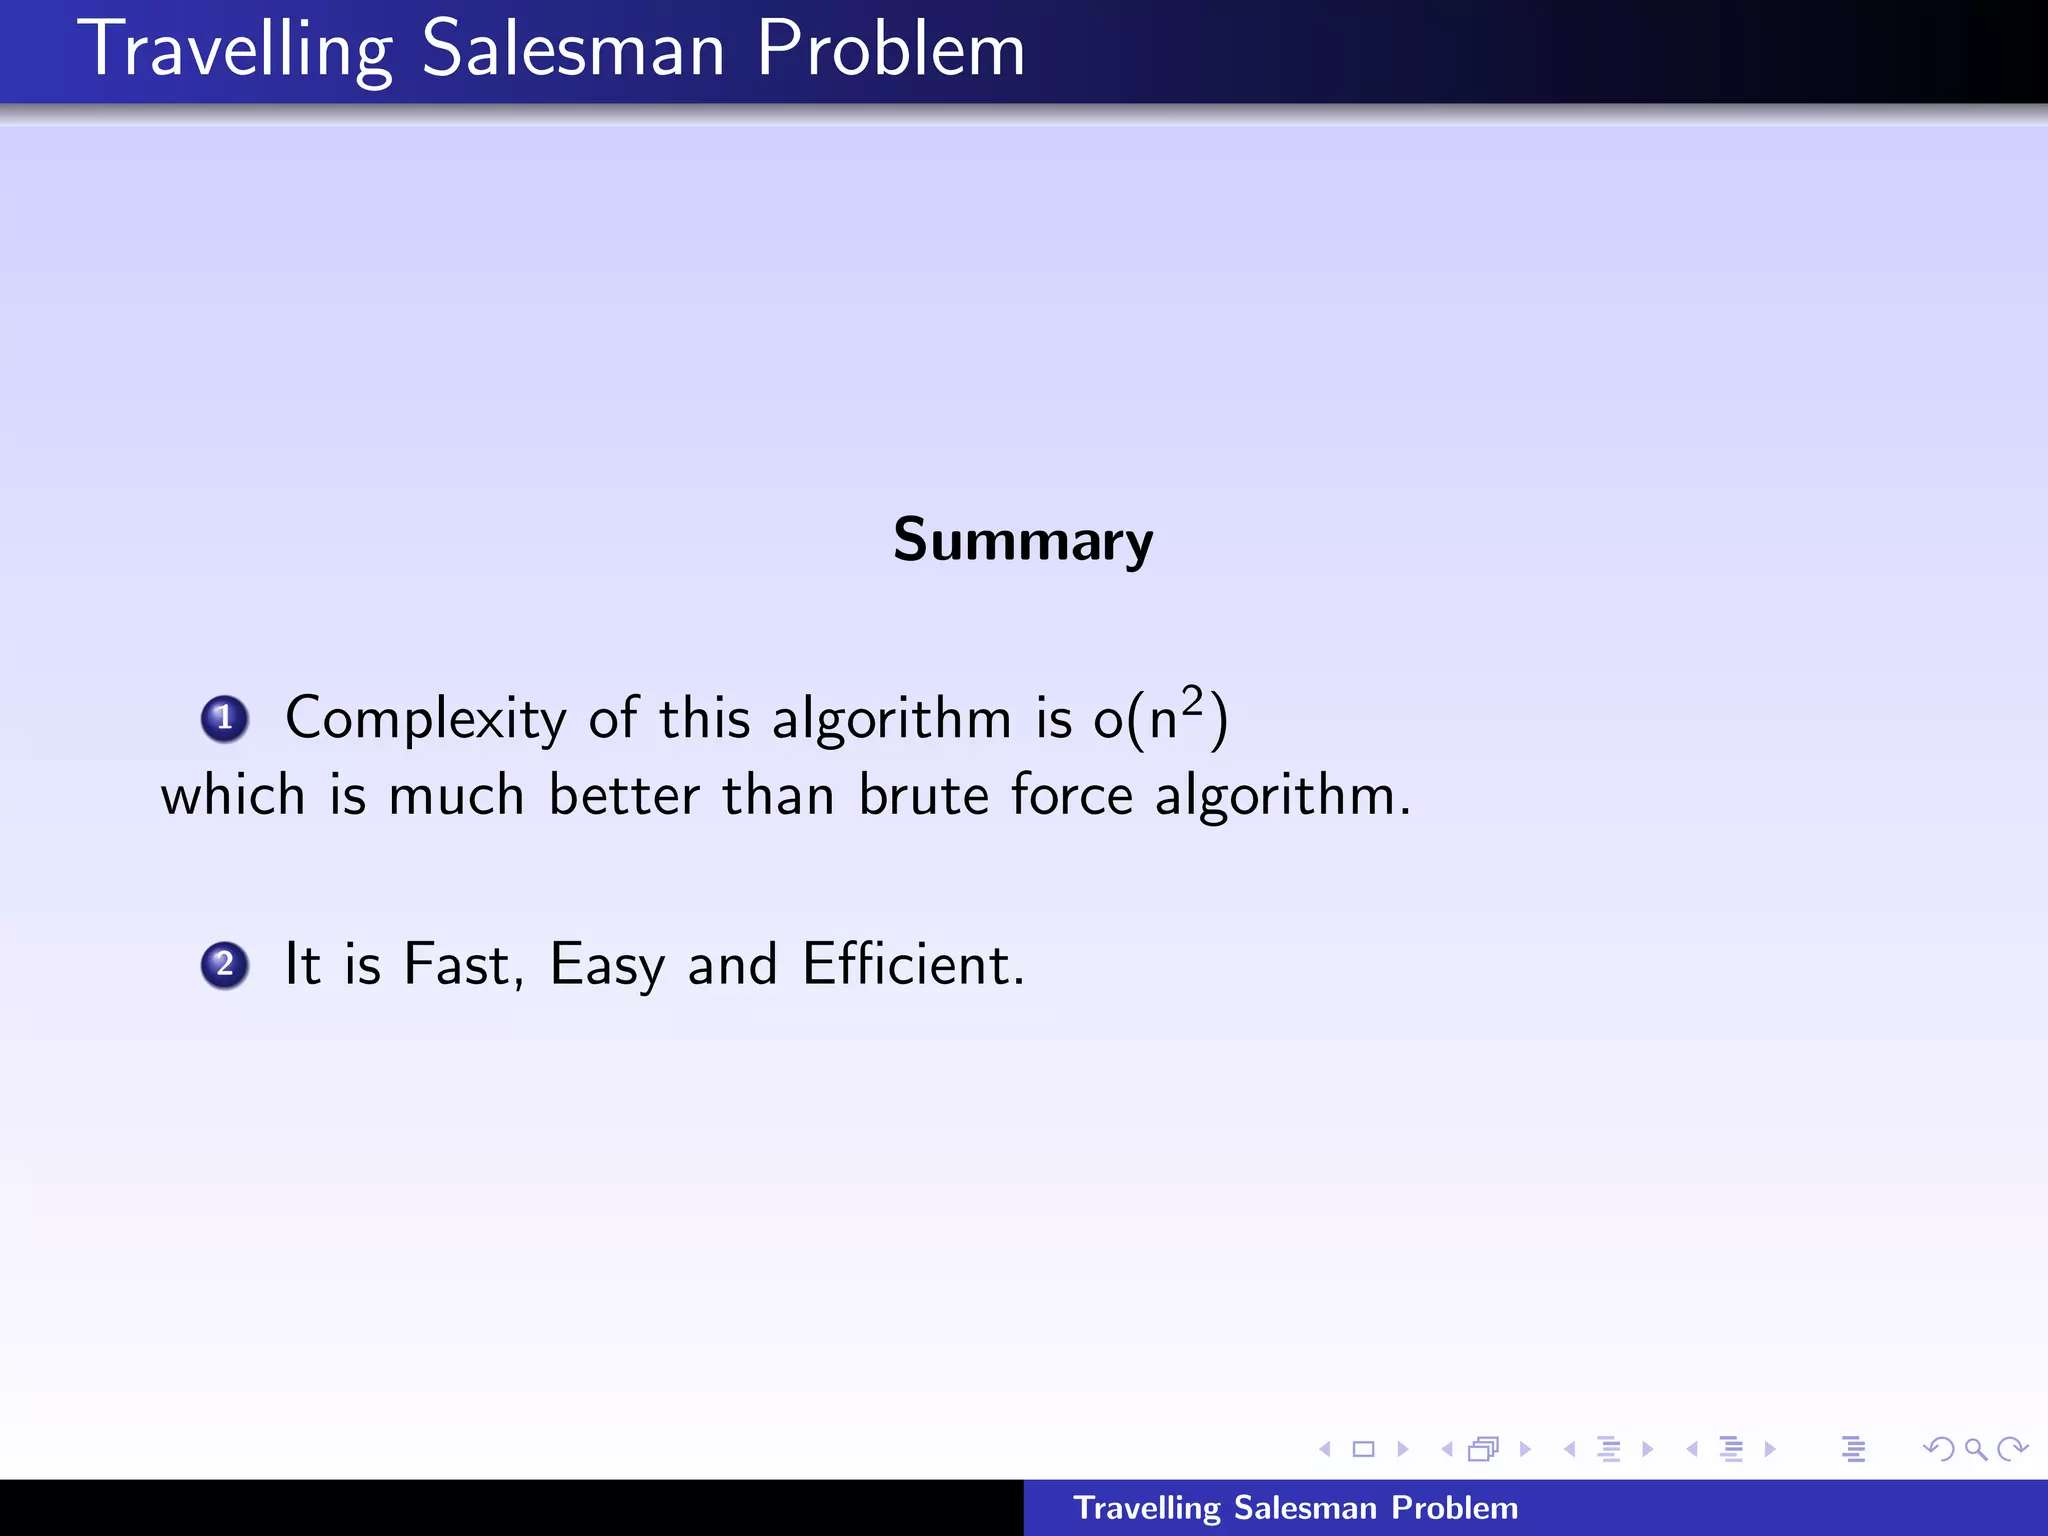 Travelling Salesman Problem
Summary
1 Complexity of this algorithm is o(n²)
which is much better than brute force algorithm.
2 It is Fast, Easy and Efficient.
Travelling Salesman Problem